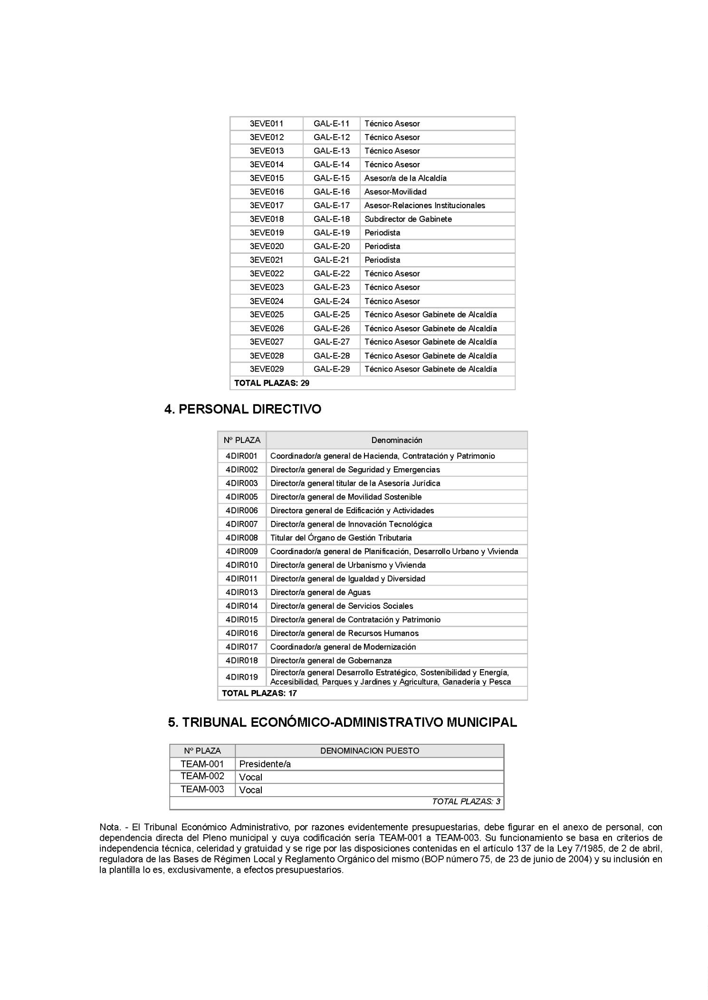 3EVE011 GAL-E-11 Técnico Asesor
3EVE012 GAL-E-12 Técnico Asesor
3EVE013 GAL-E-13 Técnico Asesor
3EVE014 GAL-E-14 Técnico Asesor
3EVE015 GAL-E-15 Asesor/a de la Alcaldía
3EVE016 GAL-E-16 Asesor-Movilidad
3EVE017 GAL-E-17 Asesor-Relaciones Institucionales
3EVE018 GAL-E-18 Subdirector de Gabinete
3EVE019 GAL-E-19 Periodista
3EVE020 GAL-E-20 Periodista
3EVE021 GAL-E-21 Periodista
3EVE022 GAL-E-22 Técnico Asesor
3EVE023 GAL-E-23 Técnico Asesor
3EVE024 GAL-E-24 Técnico Asesor
3EVE025 GAL-E-25 Técnico Asesor Gabinete de Alcaldía
3EVE026 GAL-E-26 Técnico Asesor Gabinete de Alcaldía
3EVE027 GAL-E-27 Técnico Asesor Gabinete de Alcaldía
3EVE028 GAL-E-28 Técnico Asesor Gabinete de Alcaldía
3EVE029 GAL-E-29 Técnico Asesor Gabinete de Alcaldía
TOTAL PLAZAS: 29
4. PERSONAL DIRECTIVO
Nº PLAZA Denominación
4DIR001 Coordinador/a general de Hacienda, Contratación y Patrimonio
4DIR002 Director/a general de Seguridad y Emergencias
4DIR003 Director/a general titular de la Asesoría Jurídica
4DIR005 Director/a general de Movilidad Sostenible
4DIR006 Directora general de Edificación y Actividades
4DIR007 Director/a general de Innovación Tecnológica
4DIR008 Titular del Órgano de Gestión Tributaria
4DIR009 Coordinador/a general de Planificación, Desarrollo Urbano y Vivienda
4DIR010 Director/a general de Urbanismo y Vivienda
4DIR011 Director/a general de Igualdad y Diversidad
4DIR013 Director/a general de Aguas
4DIR014 Director/a general de Servicios Sociales
4DIR015 Director/a general de Contratación y Patrimonio
4DIR016 Director/a general de Recursos Humanos
4DIR017 Coordinador/a general de Modernización
4DIR018 Director/a general de Gobernanza
4DIR019 Director/a general Desarrollo Estratégico, Sostenibilidad y Energía,
Accesibilidad, Parques y Jardines y Agricultura, Ganadería y Pesca
TOTAL PLAZAS: 17
5. TRIBUNAL ECONÓMICO-ADMINISTRATIVO MUNICIPAL
Nº PLAZA DENOMINACION PUESTO
TEAM-001 Presidente/a
TEAM-002 Vocal
TEAM-003 Vocal
TOTAL PLAZAS: 3
Nota. - El Tribunal Económico Administrativo, por razones evidentemente presupuestarias, debe figurar en el anexo de personal, con
dependencia directa del Pleno municipal y cuya codificación sería TEAM-001 a TEAM-003. Su funcionamiento se basa en criterios de
independencia técnica, celeridad y gratuidad y se rige por las disposiciones contenidas en el artículo 137 de la Ley 7/1985, de 2 de abril,
reguladora de las Bases de Régimen Local y Reglamento Orgánico del mismo (BOP número 75, de 23 de junio de 2004) y su inclusión en
la plantilla lo es, exclusivamente, a efectos presupuestarios.